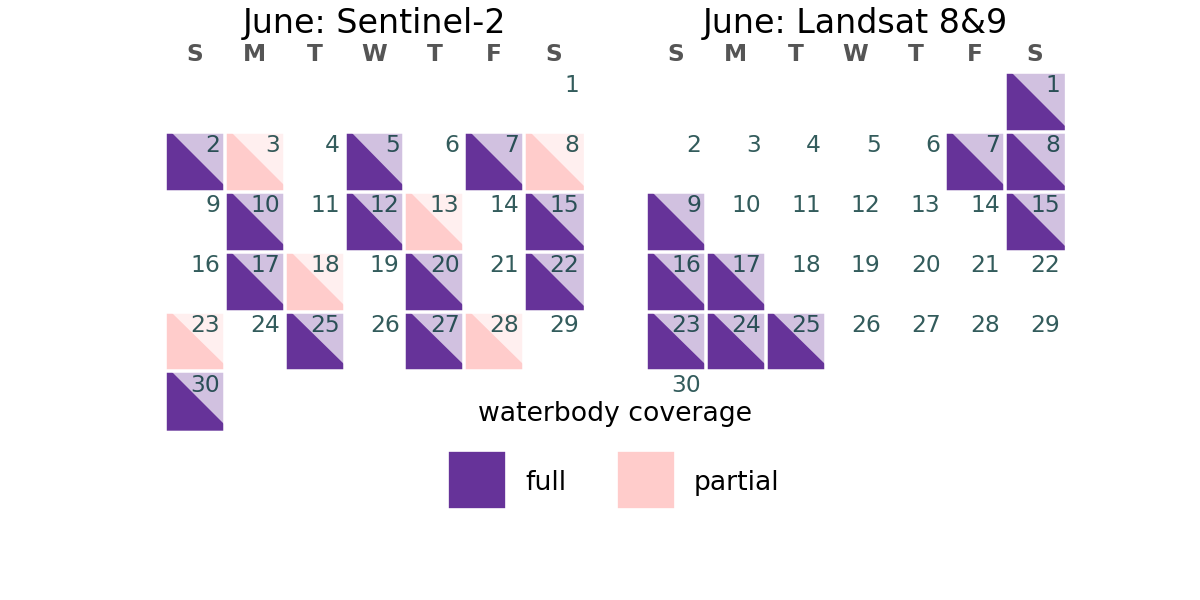 June: Sentinel-2
S M T W T F S
1
2 3 4 5 6 7 8
9 10 11 12 13 14 15
16 17 18 19 20 21 22
23 24 25 26 27 28 29
30
June: Landsat 8&9
S M T W T F S
1
2 3 4 5 6 7 8
9 10 11 12 13 14 15
16 17 18 19 20 21 22
23 24 25 26 27 28 29
30
waterbody coverage
full partial